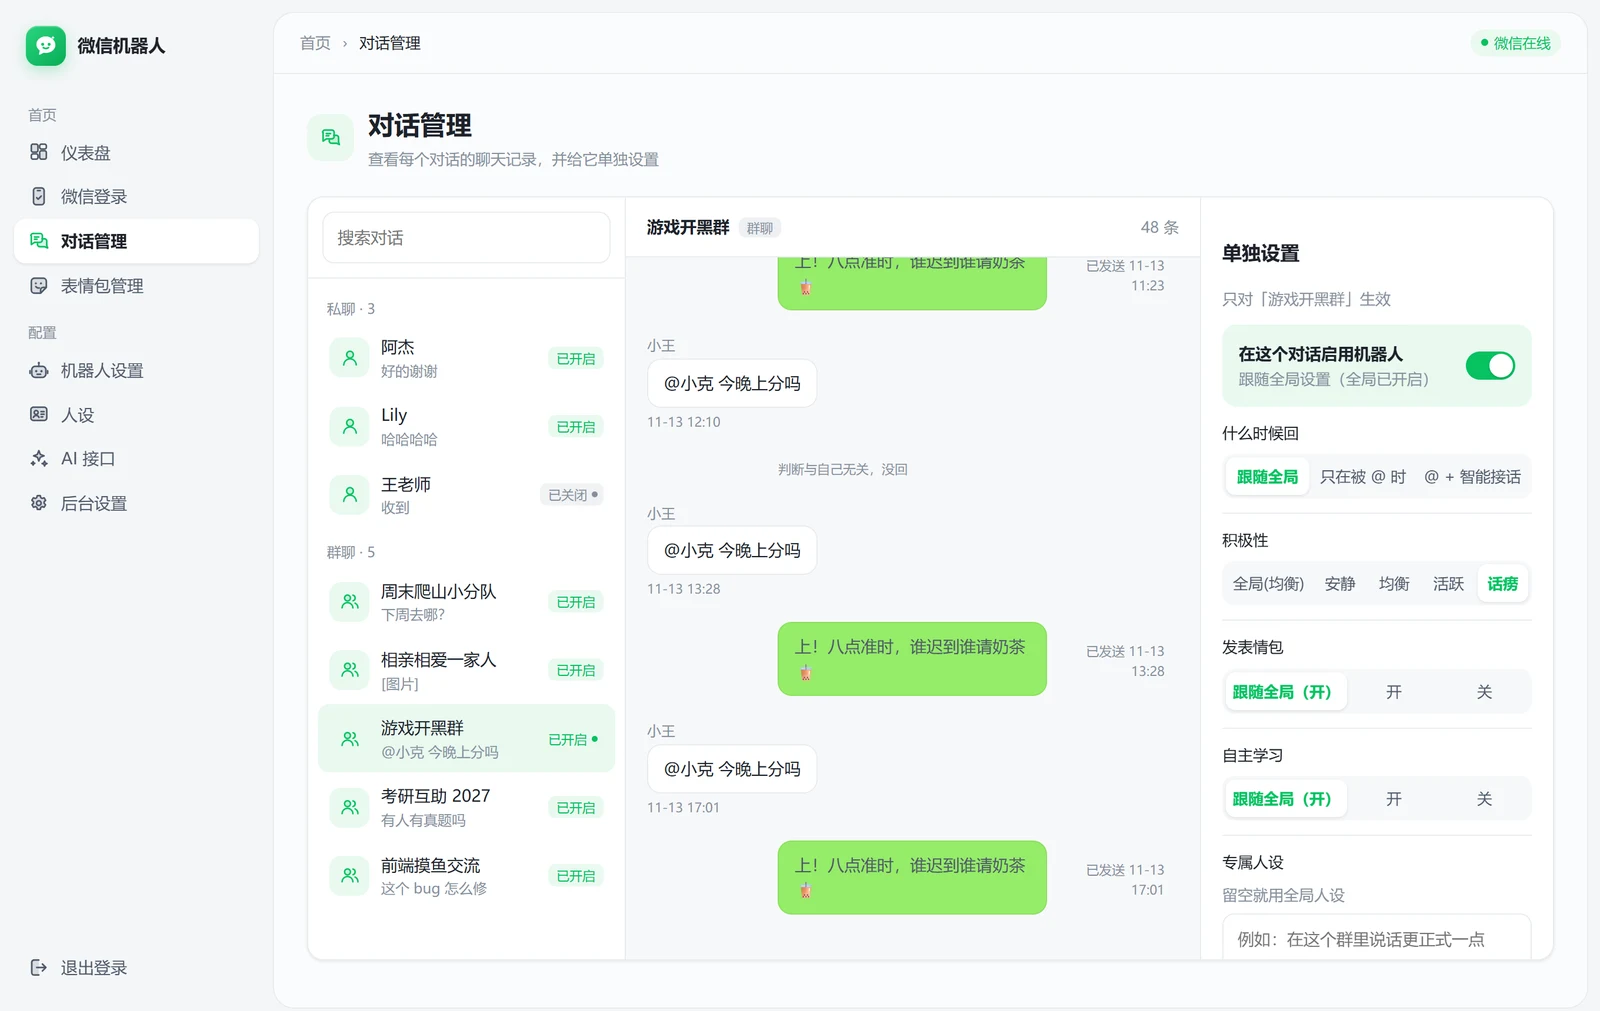 微信机器人
首页
仪表盘
微信登录
对话管理
表情包管理
配置
机器人设置
人设
AI 接口
后台设置
退出登录
首页 › 对话管理
微信在线
对话管理
查看每个对话的聊天记录，并给它单独设置
搜索对话
私聊 · 3
阿杰
好的谢谢
已开启
Lily
哈哈哈哈
已开启
王老师
收到
已关闭
群聊 · 5
周末爬山小分队
下周去哪？
已开启
相亲相爱一家人
[图片]
已开启
游戏开黑群
@小克 今晚上分吗
已开启
考研互助 2027
有人有真题吗
已开启
前端摸鱼交流
这个 bug 怎么修
已开启
游戏开黑群 群聊
48 条
上！八点准时，谁迟到谁请奶茶
🧋
已发送 11-13
11:23
小王
@小克 今晚上分吗
11-13 12:10
判断与自己无关，没回
小王
@小克 今晚上分吗
11-13 13:28
上！八点准时，谁迟到谁请奶茶
🧋
已发送 11-13
13:28
小王
@小克 今晚上分吗
11-13 17:01
上！八点准时，谁迟到谁请奶茶
🧋
已发送 11-13
17:01
单独设置
只对「游戏开黑群」生效
在这个对话启用机器人
跟随全局设置（全局已开启）
什么时候回
跟随全局 只在被 @ 时 @ + 智能接话
积极性
全局(均衡) 安静 均衡 活跃 话痨
发表情包
跟随全局（开） 开 关
自主学习
跟随全局（开） 开 关
专属人设
留空就用全局人设
例如：在这个群里说话更正式一点